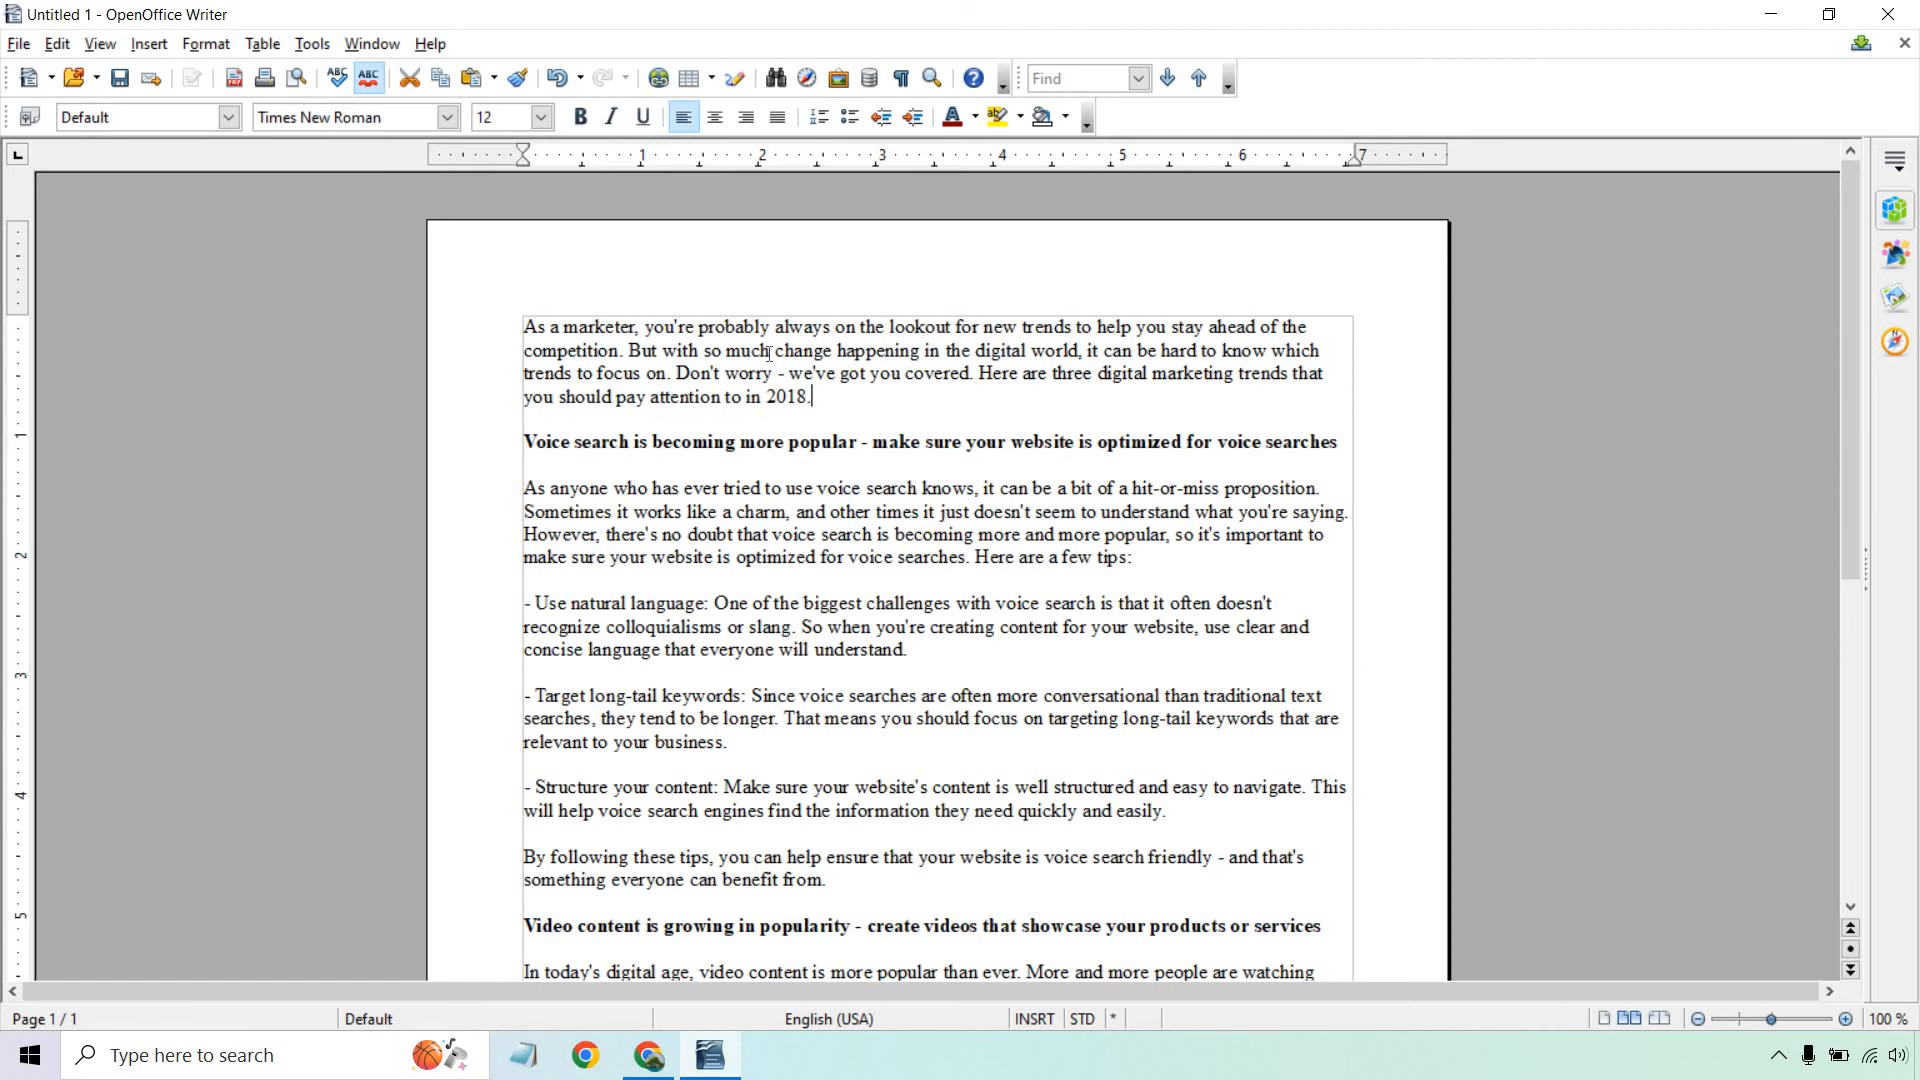 Untitled 1 - OpenOffice Writer
File Edit View Insert Format Table Tools Window Help
Find
Default Times New Roman 12
1 2 3 4 5 6 7
As a marketer, you're probably always on the lookout for new trends to help you stay ahead of the
competition. But with so much change happening in the digital world, it can be hard to know which
trends to focus on. Don't worry - we've got you covered. Here are three digital marketing trends that
you should pay attention to in 2018.
Voice search is becoming more popular - make sure your website is optimized for voice searches
As anyone who has ever tried to use voice search knows, it can be a bit of a hit-or-miss proposition.
Sometimes it works like a charm, and other times it just doesn't seem to understand what you're saying.
However, there's no doubt that voice search is becoming more and more popular, so it's important to
make sure your website is optimized for voice searches. Here are a few tips:
- Use natural language: One of the biggest challenges with voice search is that it often doesn't
recognize colloquialisms or slang. So when you're creating content for your website, use clear and
concise language that everyone will understand.
- Target long-tail keywords: Since voice searches are often more conversational than traditional text
searches, they tend to be longer. That means you should focus on targeting long-tail keywords that are
relevant to your business.
- Structure your content: Make sure your website's content is well structured and easy to navigate. This
will help voice search engines find the information they need quickly and easily.
By following these tips, you can help ensure that your website is voice search friendly - and that's
something everyone can benefit from.
Video content is growing in popularity - create videos that showcase your products or services
In today's digital age, video content is more popular than ever. More and more people are watching
1
2
3
4
5
Page 1 / 1 Default English (USA) INSRT STD * 100 %
Type here to search